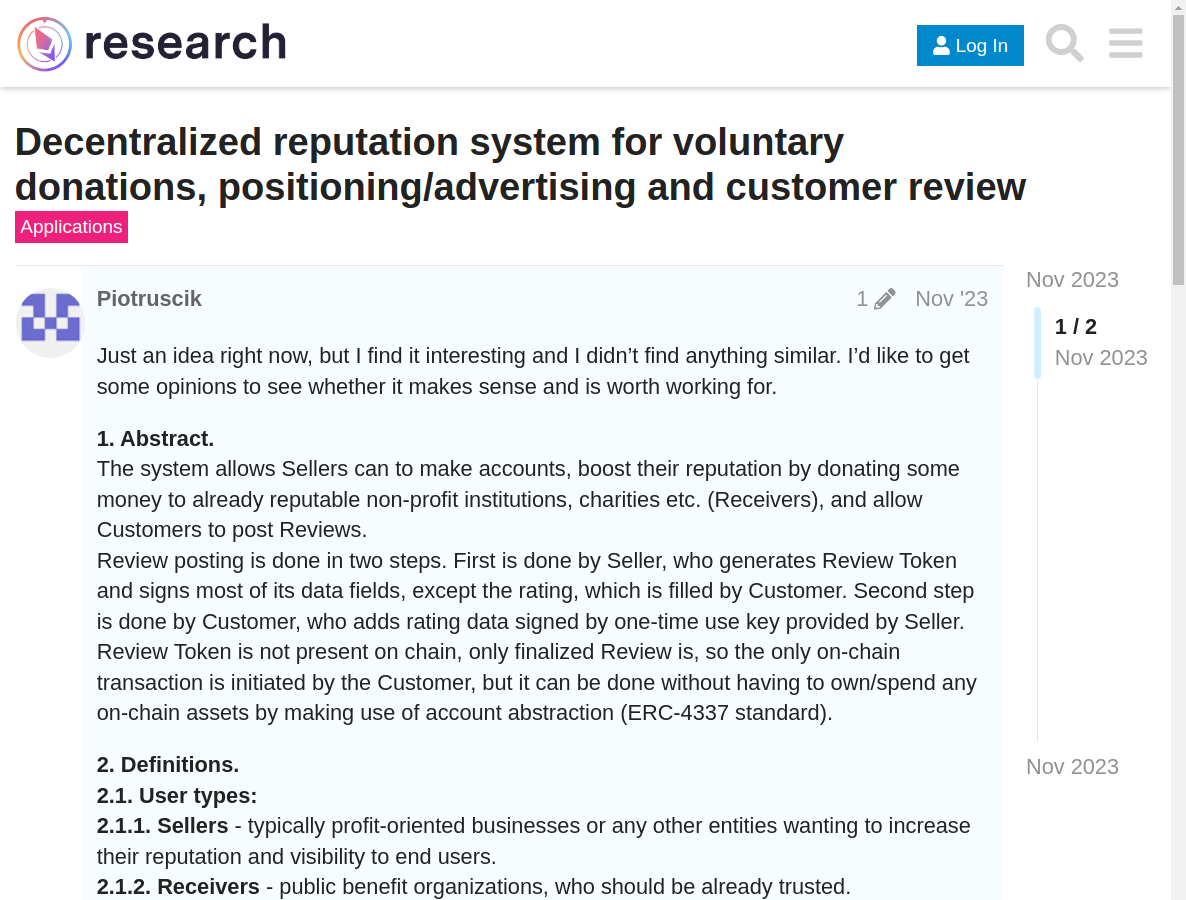 research
Log In
Decentralized reputation system for voluntary
donations, positioning/advertising and customer review
Applications
Piotruscik
1
Nov '23
Just an idea right now, but I find it interesting and I didn’t find anything similar. I’d like to get
some opinions to see whether it makes sense and is worth working for.
1. Abstract.
The system allows Sellers can to make accounts, boost their reputation by donating some
money to already reputable non-profit institutions, charities etc. (Receivers), and allow
Customers to post Reviews.
Review posting is done in two steps. First is done by Seller, who generates Review Token
and signs most of its data fields, except the rating, which is filled by Customer. Second step
is done by Customer, who adds rating data signed by one-time use key provided by Seller.
Review Token is not present on chain, only finalized Review is, so the only on-chain
transaction is initiated by the Customer, but it can be done without having to own/spend any
on-chain assets by making use of account abstraction (ERC-4337 standard).
2. Definitions.
2.1. User types:
2.1.1. Sellers - typically profit-oriented businesses or any other entities wanting to increase
their reputation and visibility to end users.
2.1.2. Receivers - public benefit organizations, who should be already trusted.
Nov 2023
1 / 2
Nov 2023
Nov 2023